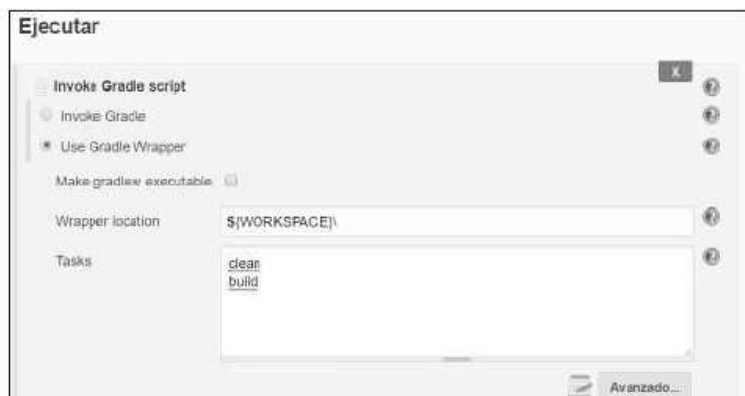 Ejecutar
X
Invoke Gradle script
Invoke Gradle
Use Gradle Wrapper
Make gradlew executable
Wrapper location
${WORKSPACE}\
Tasks
clean
build
Avanzado...